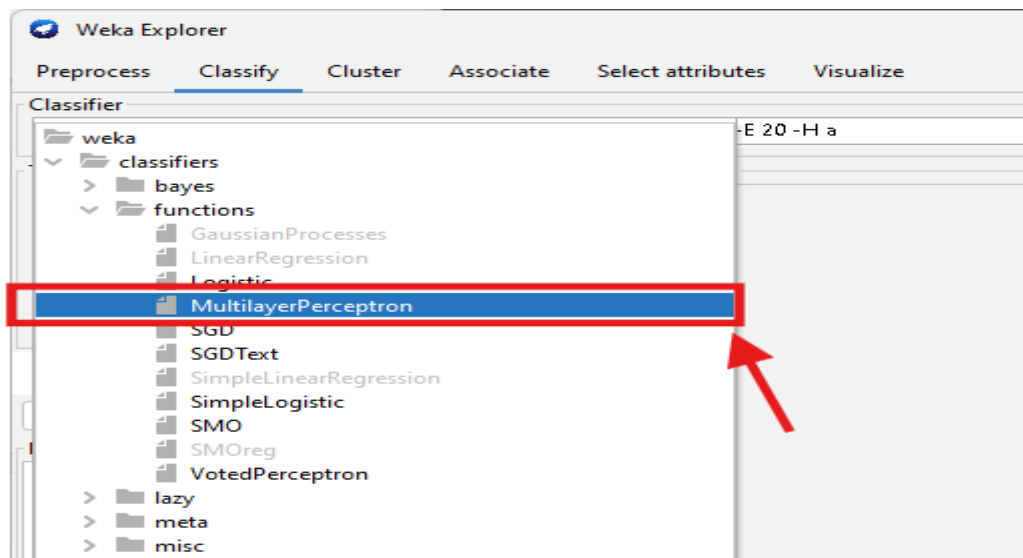 Weka Explorer
Preprocess Classify Cluster Associate Select attributes Visualize
Classifier
weka -E 20 -H a
classifiers
bayes
functions
GaussianProcesses
LinearRegression
Logistic
MultilayerPerceptron
SGD
SGDText
SimpleLinearRegression
SimpleLogistic
SMO
SMOreg
VotedPerceptron
lazy
meta
misc